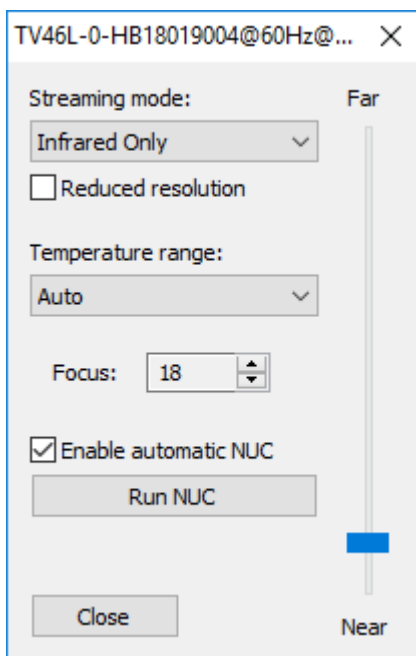 TV46L-0-HB18019004@60Hz@...
Streaming mode:
Far
Infrared Only
Reduced resolution
Temperature range:
Auto
Focus:
18
Enable automatic NUC
Run NUC
Close
Near